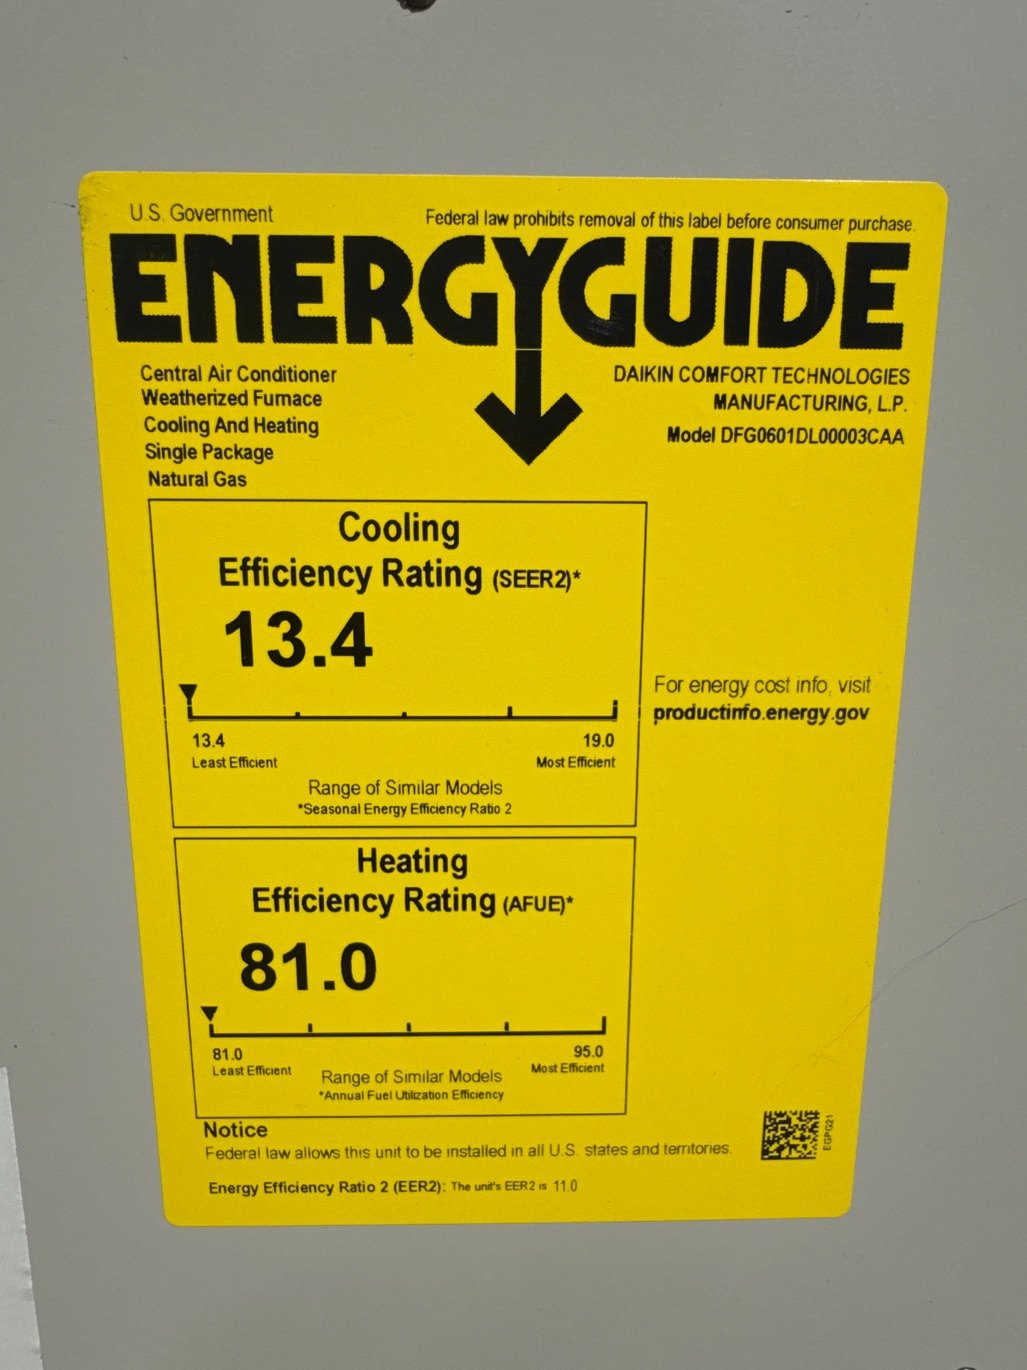 U.S. Government
Federal law prohibits removal of this label before consumer purchase.
ENERGYGUIDE
Central Air Conditioner
Weatherized Furnace
Cooling And Heating
Single Package
Natural Gas
DAIKIN COMFORT TECHNOLOGIES
MANUFACTURING, L.P.
Model DFG0601DL00003CAA
Cooling
Efficiency Rating (SEER2)*
13.4
13.4
19.0
Least Efficient
Most Efficient
Range of Similar Models
*Seasonal Energy Efficiency Ratio 2
For energy cost info, visit
productinfo.energy.gov
Heating
Efficiency Rating (AFUE)*
81.0
81.0
95.0
Least Efficient
Most Efficient
Range of Similar Models
*Annual Fuel Utilization Efficiency
Notice
Federal law allows this unit to be installed in all U.S. states and territories.
EGPG21
Energy Efficiency Ratio 2 (EER2): The unit's EER2 is 11.0